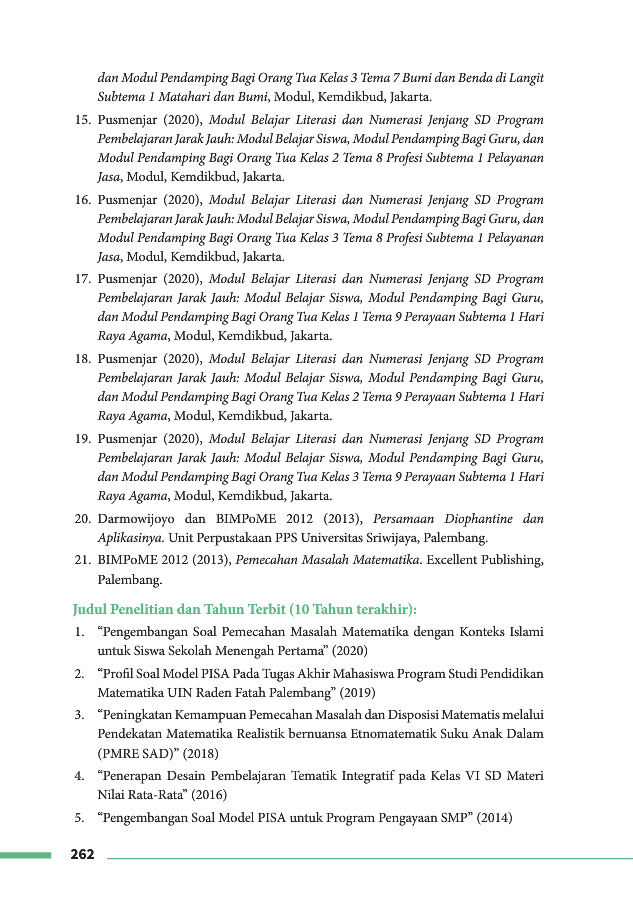 dan Modul Pendamping Bagi Orang Tua Kelas 3 Tema 7 Bumi dan Benda di Langit
Subtema 1 Matahari dan Bumi, Modul, Kemdikbud, Jakarta.
15. Pusmenjar (2020), Modul Belajar Literasi dan Numerasi Jenjang SD Program
Pembelajaran Jarak Jauh: Modul Belajar Siswa, Modul Pendamping Bagi Guru, dan
Modul Pendamping Bagi Orang Tua Kelas 2 Tema 8 Profesi Subtema 1 Pelayanan
Jasa, Modul, Kemdikbud, Jakarta.
16. Pusmenjar (2020), Modul Belajar Literasi dan Numerasi Jenjang SD Program
Pembelajaran Jarak Jauh: Modul Belajar Siswa, Modul Pendamping Bagi Guru, dan
Modul Pendamping Bagi Orang Tua Kelas 3 Tema 8 Profesi Subtema 1 Pelayanan
Jasa, Modul, Kemdikbud, Jakarta.
17. Pusmenjar (2020), Modul Belajar Literasi dan Numerasi Jenjang SD Program
Pembelajaran Jarak Jauh: Modul Belajar Siswa, Modul Pendamping Bagi Guru,
dan Modul Pendamping Bagi Orang Tua Kelas 1 Tema 9 Perayaan Subtema 1 Hari
Raya Agama, Modul, Kemdikbud, Jakarta.
18. Pusmenjar (2020), Modul Belajar Literasi dan Numerasi Jenjang SD Program
Pembelajaran Jarak Jauh: Modul Belajar Siswa, Modul Pendamping Bagi Guru,
dan Modul Pendamping Bagi Orang Tua Kelas 2 Tema 9 Perayaan Subtema 1 Hari
Raya Agama, Modul, Kemdikbud, Jakarta.
19. Pusmenjar (2020), Modul Belajar Literasi dan Numerasi Jenjang SD Program
Pembelajaran Jarak Jauh: Modul Belajar Siswa, Modul Pendamping Bagi Guru,
dan Modul Pendamping Bagi Orang Tua Kelas 3 Tema 9 Perayaan Subtema 1 Hari
Raya Agama, Modul, Kemdikbud, Jakarta.
20. Darmowijoyo dan BIMPoME 2012 (2013), Persamaan Diophantine dan
Aplikasinya. Unit Perpustakaan PPS Universitas Sriwijaya, Palembang.
21. BIMPoME 2012 (2013), Pemecahan Masalah Matematika. Excellent Publishing,
Palembang.
Judul Penelitian dan Tahun Terbit (10 Tahun terakhir):
1. “Pengembangan Soal Pemecahan Masalah Matematika dengan Konteks Islami
untuk Siswa Sekolah Menengah Pertama” (2020)
2. “Profil Soal Model PISA Pada Tugas Akhir Mahasiswa Program Studi Pendidikan
Matematika UIN Raden Fatah Palembang” (2019)
3. “Peningkatan Kemampuan Pemecahan Masalah dan Disposisi Matematis melalui
Pendekatan Matematika Realistik bernuansa Etnomatematik Suku Anak Dalam
(PMRE SAD)” (2018)
4. “Penerapan Desain Pembelajaran Tematik Integratif pada Kelas VI SD Materi
Nilai Rata-Rata” (2016)
5. “Pengembangan Soal Model PISA untuk Program Pengayaan SMP” (2014)
262